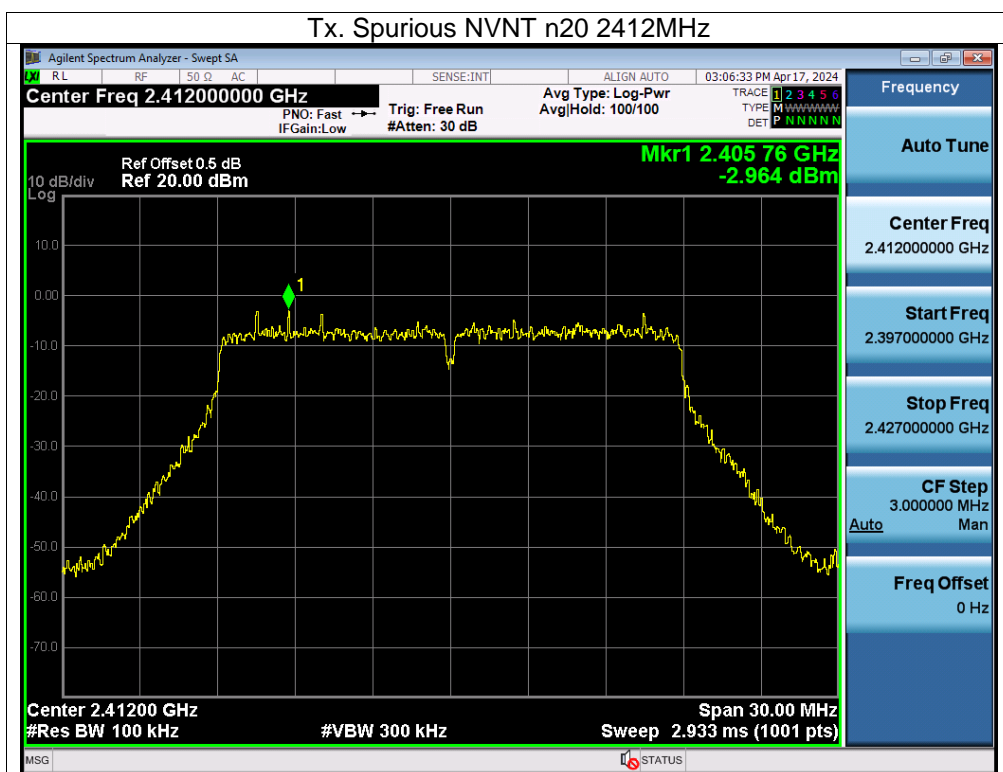 Tx. Spurious NVNT n20 2412MHz
Agilent Spectrum Analyzer - Swept SA
LXI RL RF 50 Ω AC SENSE:INT ALIGN AUTO 03:06:33 PM Apr 17, 2024
Center Freq 2.412000000 GHz Avg Type: Log-Pwr TRACE 1 2 3 4 5 6
PNO: Fast Trig: Free Run Avg|Hold: 100/100 TYPE M WWWWW
IFGain:Low #Atten: 30 dB DET P N N N N N
Ref Offset 0.5 dB Mkr1 2.405 76 GHz
10 dB/div Ref 20.00 dBm -2.964 dBm
Log
10.0
0.00
1
-10.0
-20.0
-30.0
-40.0
-50.0
-60.0
-70.0
Center 2.41200 GHz Span 30.00 MHz
#Res BW 100 kHz #VBW 300 kHz Sweep 2.933 ms (1001 pts)
MSG STATUS
Frequency
Auto Tune
Center Freq
2.412000000 GHz
Start Freq
2.397000000 GHz
Stop Freq
2.427000000 GHz
CF Step
3.000000 MHz
Auto Man
Freq Offset
0 Hz